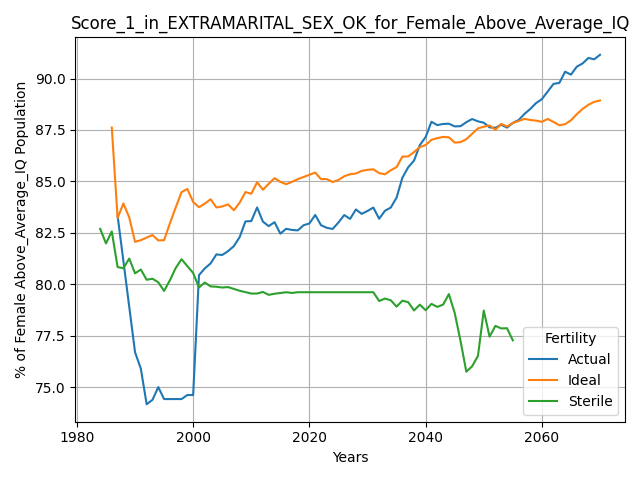 Score_1_in_EXTRAMARITAL_SEX_OK_for_Female_Above_Average_IQ
% of Female Above_Average_IQ Population
90.0
87.5
85.0
82.5
80.0
77.5
75.0
Fertility
Actual
Ideal
Sterile
1980
2000
2020
2040
2060
Years